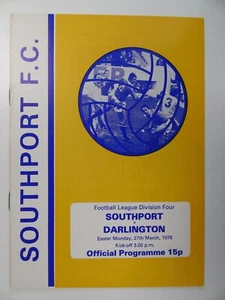 SOUTHPORT F.C.
Football League Division Four
SOUTHPORT
v
DARLINGTON
Easter Monday, 27th March, 1978
Kick-off 3.00 p.m.
Official Programme 15p